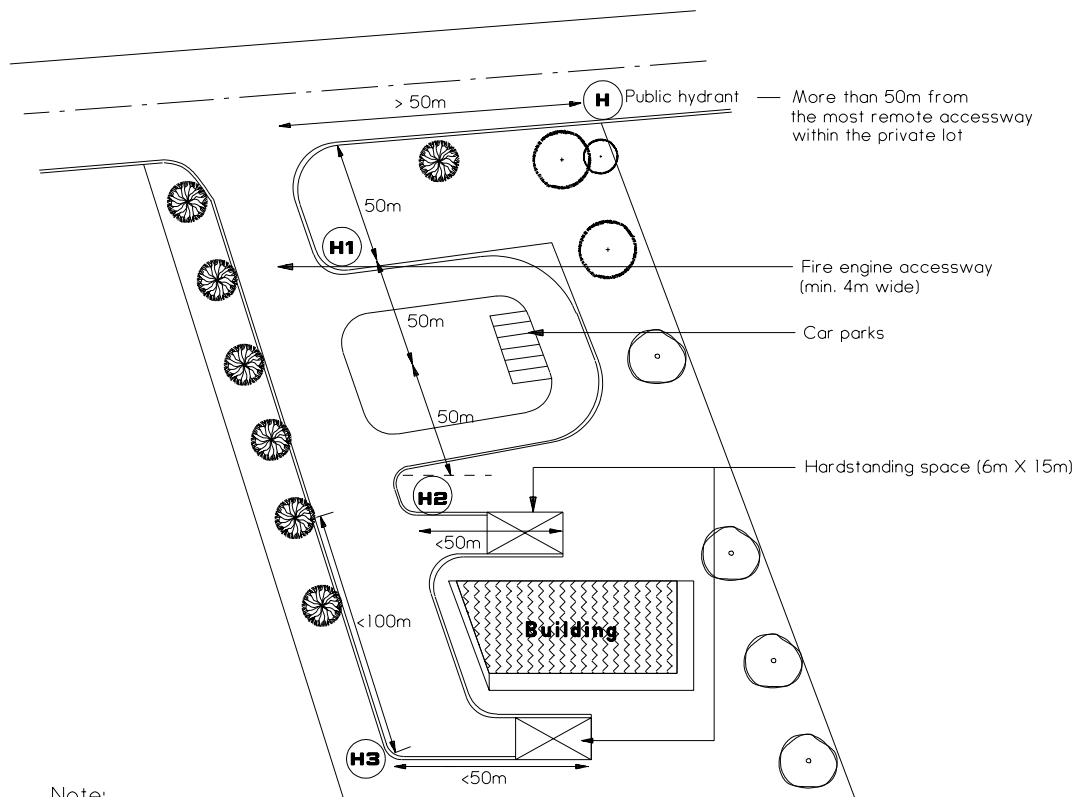 > 50m
H
Public hydrant
More than 50m from
the most remote accessway
within the private lot
50m
H1
Fire engine accessway
(min. 4m wide)
50m
Car parks
50m
Hardstanding space (6m X 15m)
H2
<50m
<100m
Building
H3
<50m
Note: